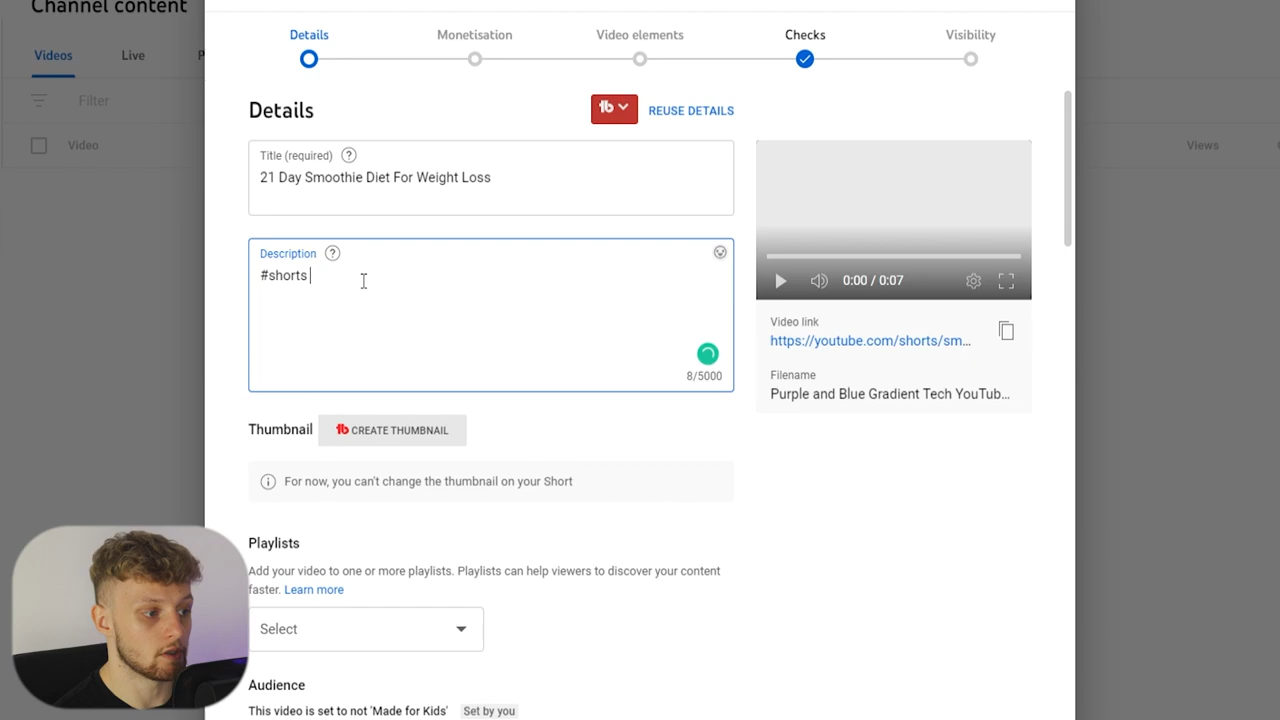 Channel content
Details
Monetisation
Video elements
Checks
Visibility
Videos
Live
P
Filter
Details
REUSE DETAILS
Video
Views
Title (required) ?
21 Day Smoothie Diet For Weight Loss
Description ?
#shorts
0:00 / 0:07
Video link
https://youtube.com/shorts/sm...
8/5000
Filename
Purple and Blue Gradient Tech YouTub...
Thumbnail
CREATE THUMBNAIL
For now, you can't change the thumbnail on your Short
Playlists
Add your video to one or more playlists. Playlists can help viewers to discover your content
faster. Learn more
Select
Audience
This video is set to not 'Made for Kids' Set by you